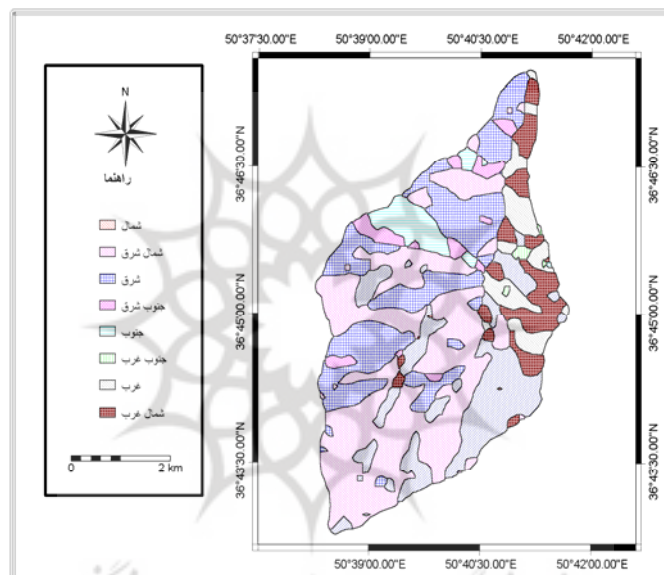 50°37'30.00"E 50°39'00.00"E 50°40'30.00"E 50°42'00.00"E
N
راهنما
شمال
شمال شرق
شرق
جنوب شرق
جنوب
جنوب غرب
غرب
شمال غرب
0 2 km
36°46'30.00"N 36°46'30.00"N
36°45'00.00"N 36°45'00.00"N
36°43'30.00"N 36°43'30.00"N
50°39'00.00"E 50°40'30.00"E 50°42'00.00"E